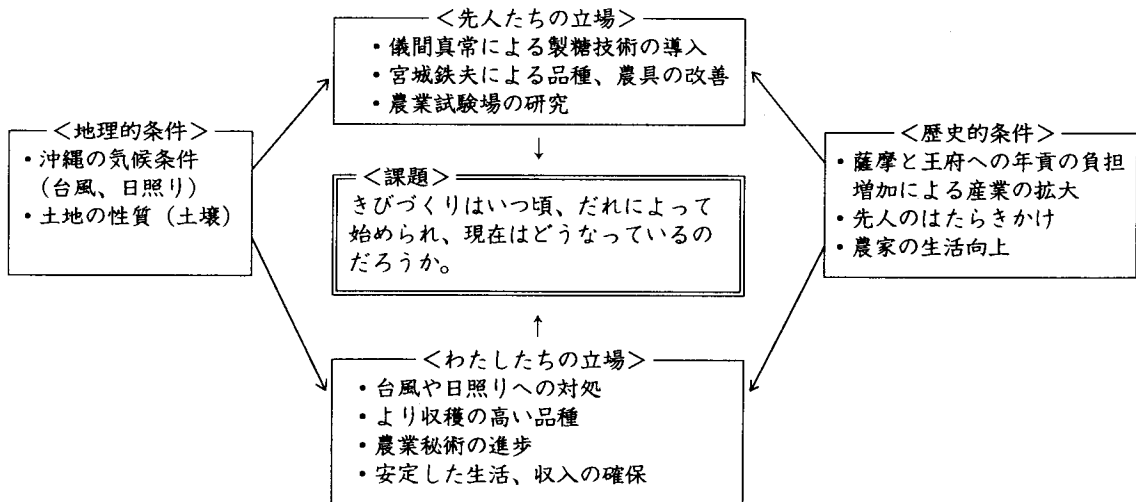 ＜先人たちの立場＞
・儀間真常による製糖技術の導入
・宮城鉄夫による品種、農具の改善
・農業試験場の研究
＜地理的条件＞
・沖縄の気候条件
（台風、日照り）
・土地の性質（土壌）
↓
＜歴史的条件＞
・薩摩と王府への年貢の負担
増加による産業の拡大
・先人のはたらきかけ
・農家の生活向上
＜課題＞
きびづくりはいつ頃、だれによって
始められ、現在はどうなっているの
だろうか。
↑
＜わたしたちの立場＞
・台風や日照りへの対処
・より収穫の高い品種
・農業秘術の進歩
・安定した生活、収入の確保